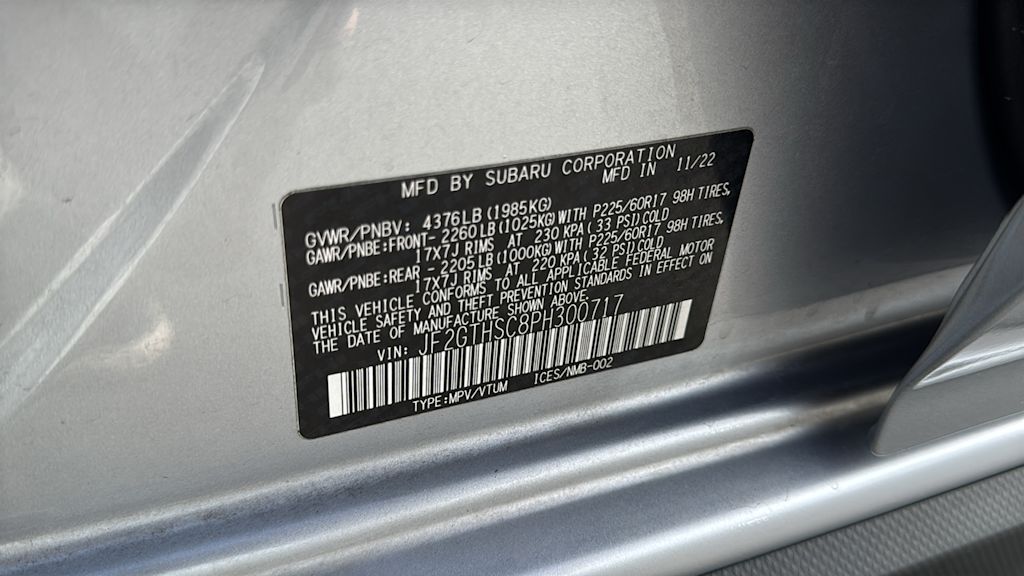 MFD BY SUBARU CORPORATION
MFD IN 11/22
GVWR/PNBV: 4376LB (1985KG)
GAWR/PNBE:FRONT- 2260LB (1025KG) WITH P225/60R17 98H TIRES,
17X7J RIMS AT 230 KPA (33 PSI) COLD
GAWR/PNBE:REAR - 2205LB (1000KG) WITH P225/60R17 98H TIRES,
17X7J RIMS AT 220 KPA (32 PSI) COLD
THIS VEHICLE CONFORMS TO ALL APPLICABLE FEDERAL MOTOR
VEHICLE SAFETY AND THEFT PREVENTION STANDARDS IN EFFECT ON
THE DATE OF MANUFACTURE SHOWN ABOVE.
VIN: JF2GTHSC8PH300717
TYPE:MPV/VTUM ICES/NMB-002